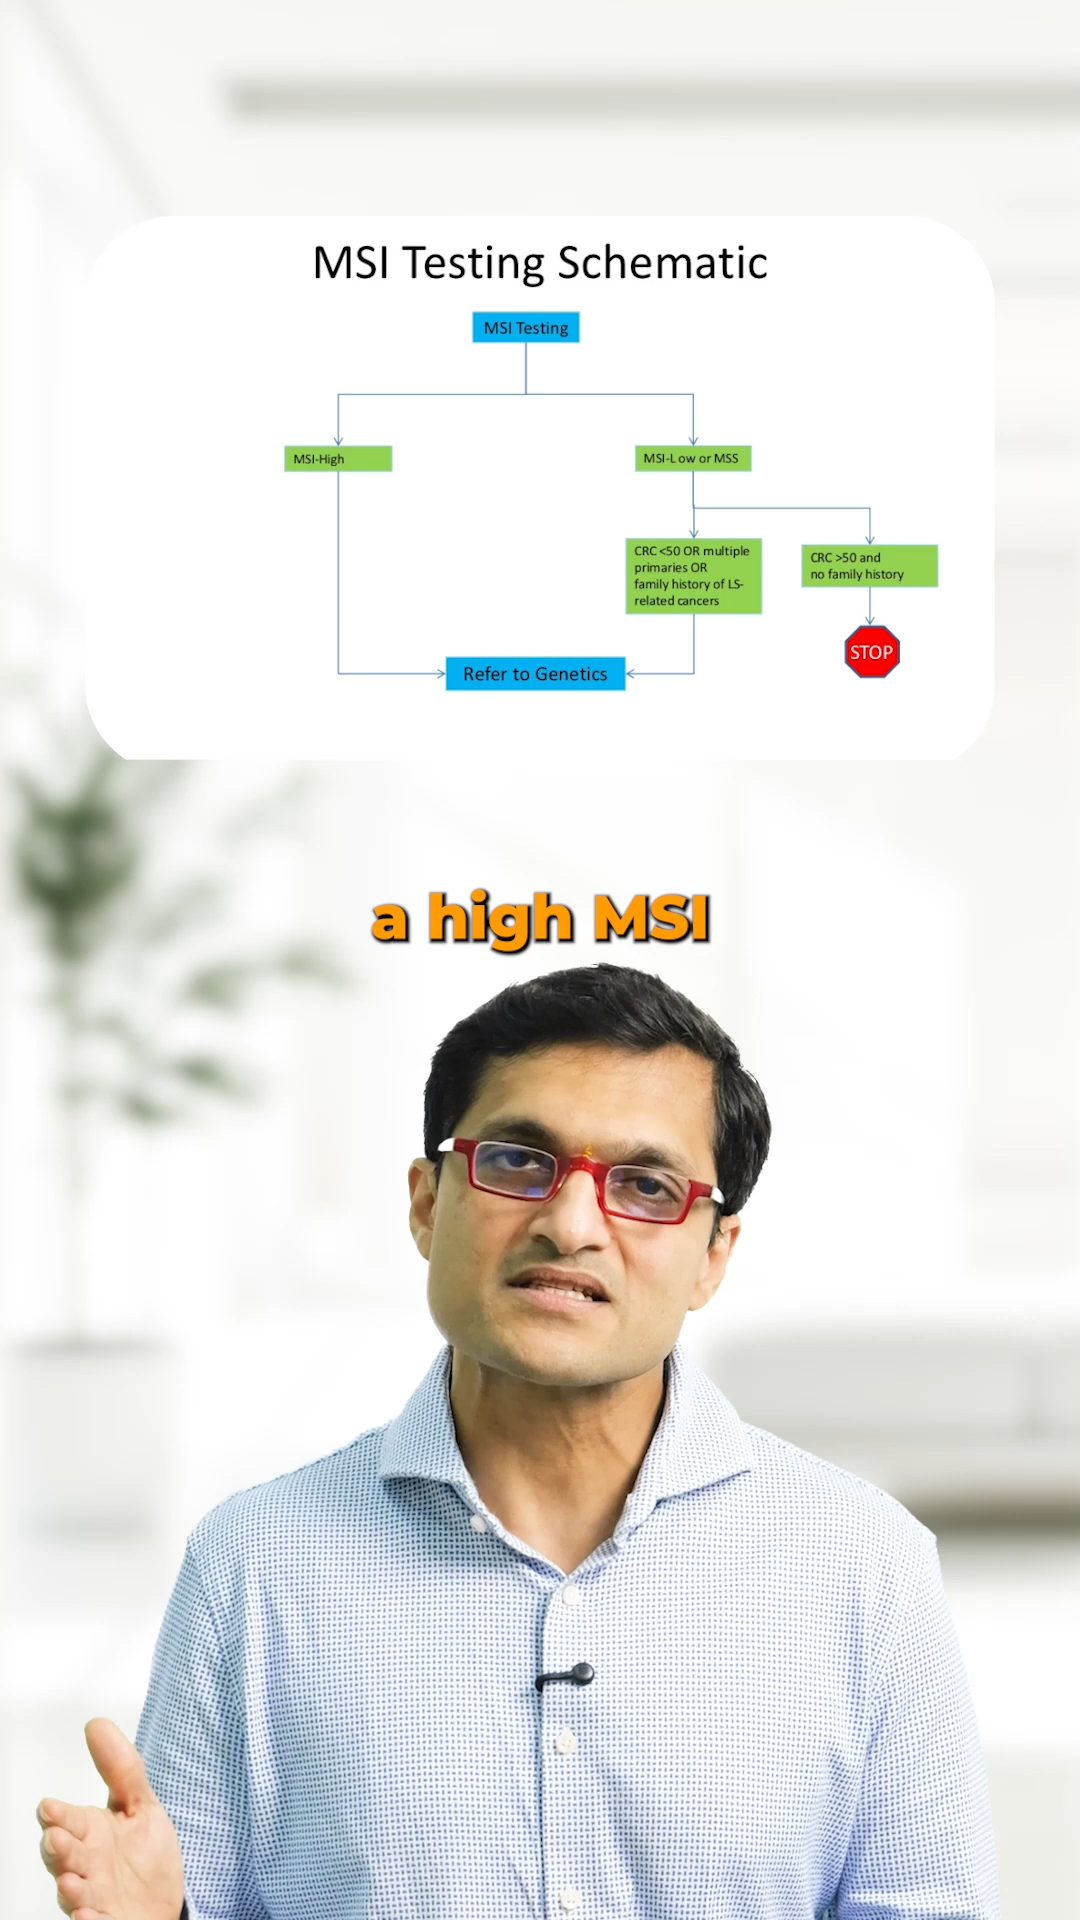 MSI Testing Schematic
MSI Testing
MSI-High
MSI-L ow or MSS
CRC <50 OR multiple
primaries OR
family history of LS-
related cancers
CRC >50 and
no family history
STOP
Refer to Genetics
a high MSI